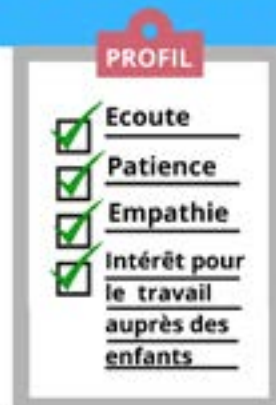 PROFIL
Ecoute
Patience
Empathie
Intérêt pour
le travail
auprès des
enfants